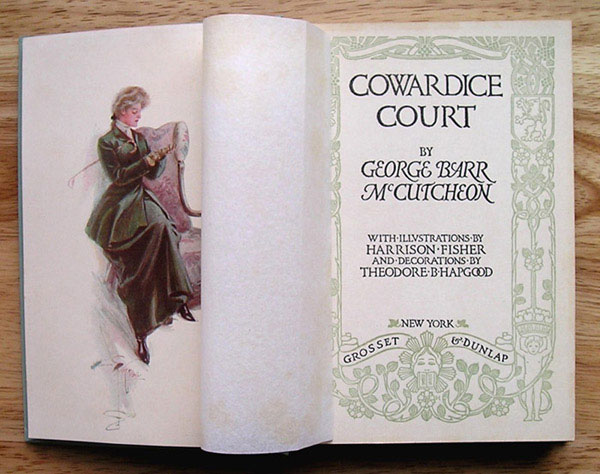 COWARDICE
COURT
BY
GEORGE BARR
McCUTCHEON
WITH·ILLVSTRATIONS·BY
HARRISON·FISHER
AND·DECORATIONS·BY
THEODORE·B·HAPGOOD
NEW YORK
GROSSET & DUNLAP